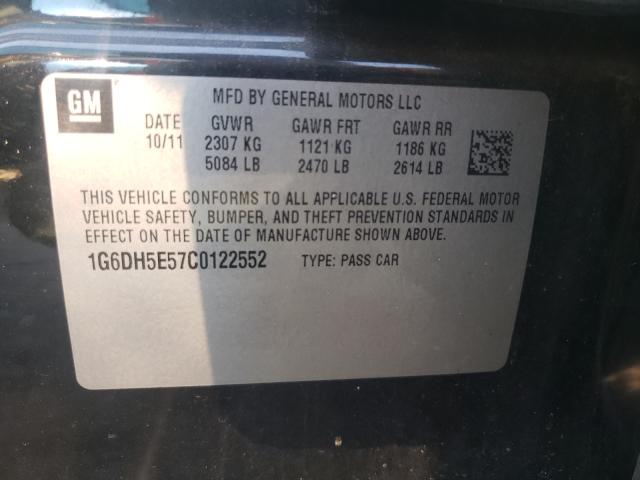 GM
MFD BY GENERAL MOTORS LLC
DATE GVWR GAWR FRT GAWR RR
10/11 2307 KG 1121 KG 1186 KG
5084 LB 2470 LB 2614 LB
THIS VEHICLE CONFORMS TO ALL APPLICABLE U.S. FEDERAL MOTOR
VEHICLE SAFETY, BUMPER, AND THEFT PREVENTION STANDARDS IN
EFFECT ON THE DATE OF MANUFACTURE SHOWN ABOVE.
1G6DH5E57C0122552 TYPE: PASS CAR